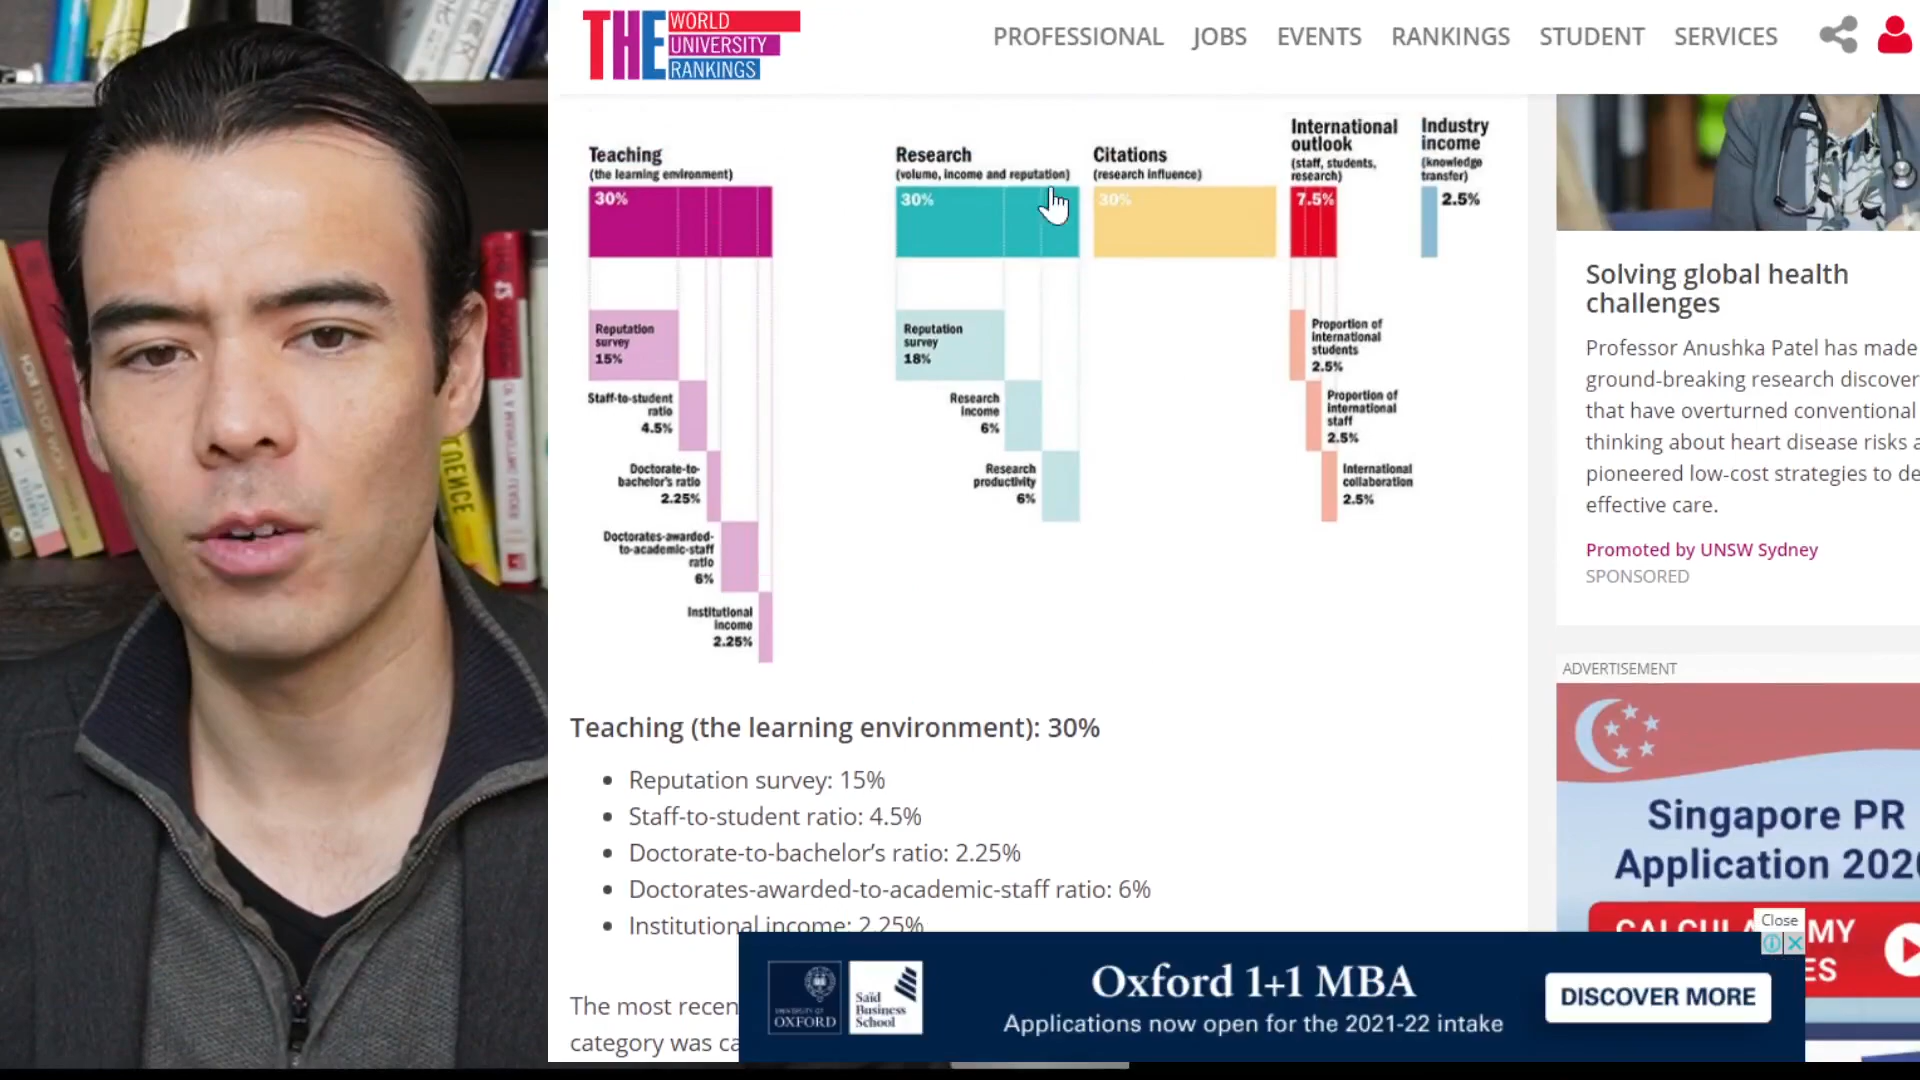 THE WORLD
UNIVERSITY
RANKINGS
PROFESSIONAL JOBS EVENTS RANKINGS STUDENT SERVICES
Teaching
(the learning environment)
30%
Reputation
survey
15%
Staff-to-student
ratio
4.5%
Doctorate-to-
bachelor's ratio
2.25%
Doctorates-awarded-
to-academic-staff
ratio
6%
Institutional
income
2.25%
Research
(volume, income and reputation)
30%
Reputation
survey
18%
Research
income
6%
Research
productivity
6%
Citations
(research influence)
30%
International
outlook
(staff, students,
research)
7.5%
Proportion of
international
students
2.5%
Proportion of
international
staff
2.5%
International
collaboration
2.5%
Industry
income
(knowledge
transfer)
2.5%
Teaching (the learning environment): 30%
Reputation survey: 15%
Staff-to-student ratio: 4.5%
Doctorate-to-bachelor’s ratio: 2.25%
Doctorates-awarded-to-academic-staff ratio: 6%
Institutional income: 2.25%
The most recen
category was ca
Solving global health
challenges
Professor Anushka Patel has made
ground-breaking research discover
that have overturned conventional
thinking about heart disease risks a
pioneered low-cost strategies to de
effective care.
Promoted by UNSW Sydney
SPONSORED
ADVERTISEMENT
Singapore PR
Application 202
MY
ES
Close
UNIVERSITY OF
OXFORD
Saïd
Business
School
Oxford 1+1 MBA
Applications now open for the 2021-22 intake
DISCOVER MORE